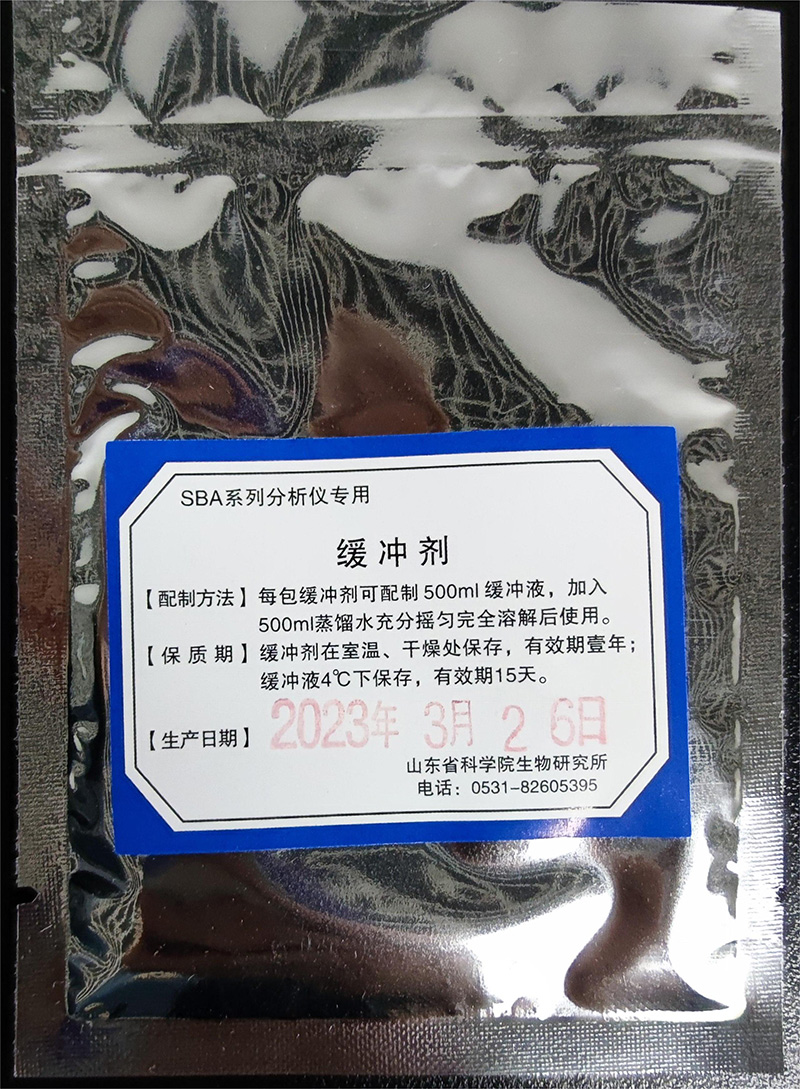 SBA系列分析仪专用
缓冲剂
【配制方法】每包缓冲剂可配制500ml缓冲液，加入
500ml蒸馏水充分摇匀完全溶解后使用。
【保质期】缓冲剂在室温、干燥处保存，有效期壹年；
缓冲液4℃下保存，有效期15天。
【生产日期】2023年 3月 2 6日
山东省科学院生物研究所
电话：0531-82605395